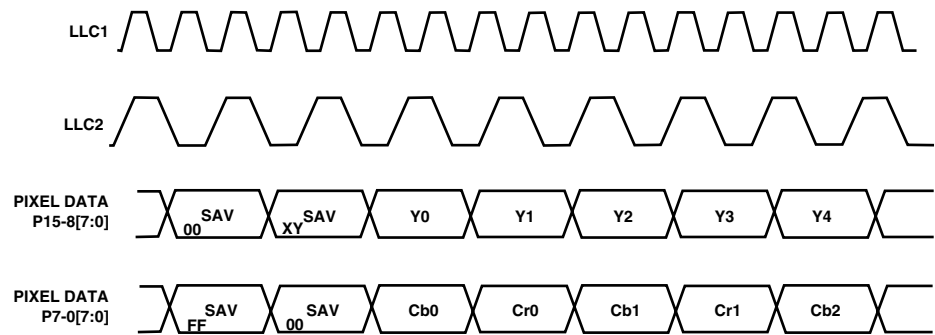 LLC1
LLC2
PIXEL DATA
P15-8[7:0]
SAV
00
SAV
XY
Y0
Y1
Y2
Y3
Y4
PIXEL DATA
P7-0[7:0]
SAV
FF
SAV
00
Cb0
Cr0
Cb1
Cr1
Cb2